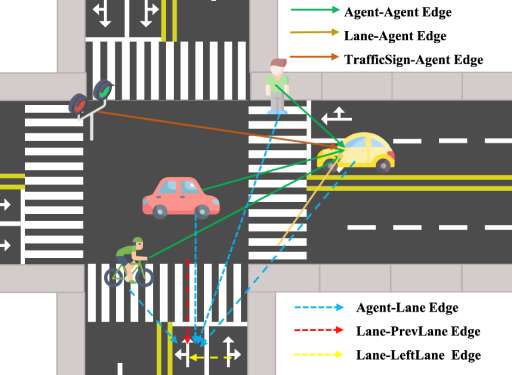 Agent-Agent Edge
Lane-Agent Edge
TrafficSign-Agent Edge
Agent-Lane Edge
Lane-PrevLane Edge
Lane-LeftLane Edge